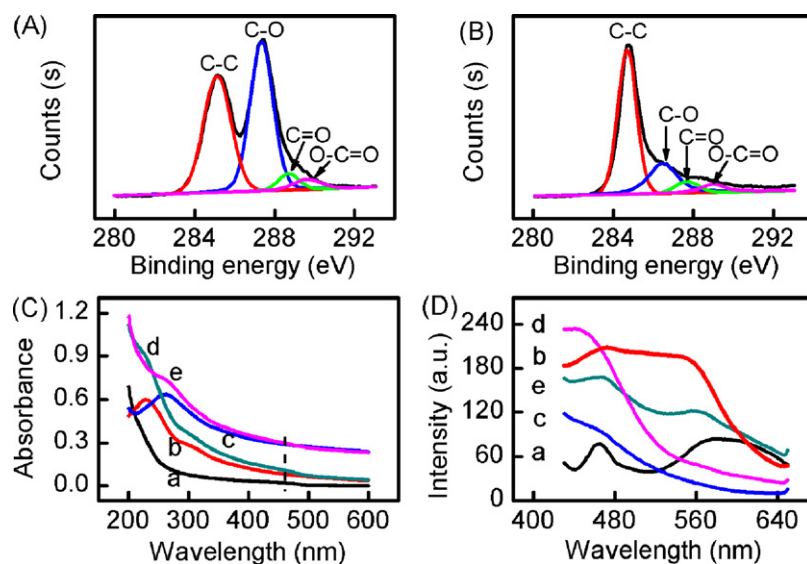 (A)
C-C
C-O
C=O
O-C=O
Counts (s)
280 284 288 292
Binding energy (eV)
(B)
C-C
C-O
C=O
O-C=O
Counts (s)
280 284 288 292
Binding energy (eV)
(C)
1.2
0.9
0.6
0.3
0.0
Absorbance
d
e
c
b
a
200 300 400 500 600
Wavelength (nm)
(D)
240
180
120
60
0
Intensity (a.u.)
d
b
e
c
a
400 480 560 640
Wavelength (nm)